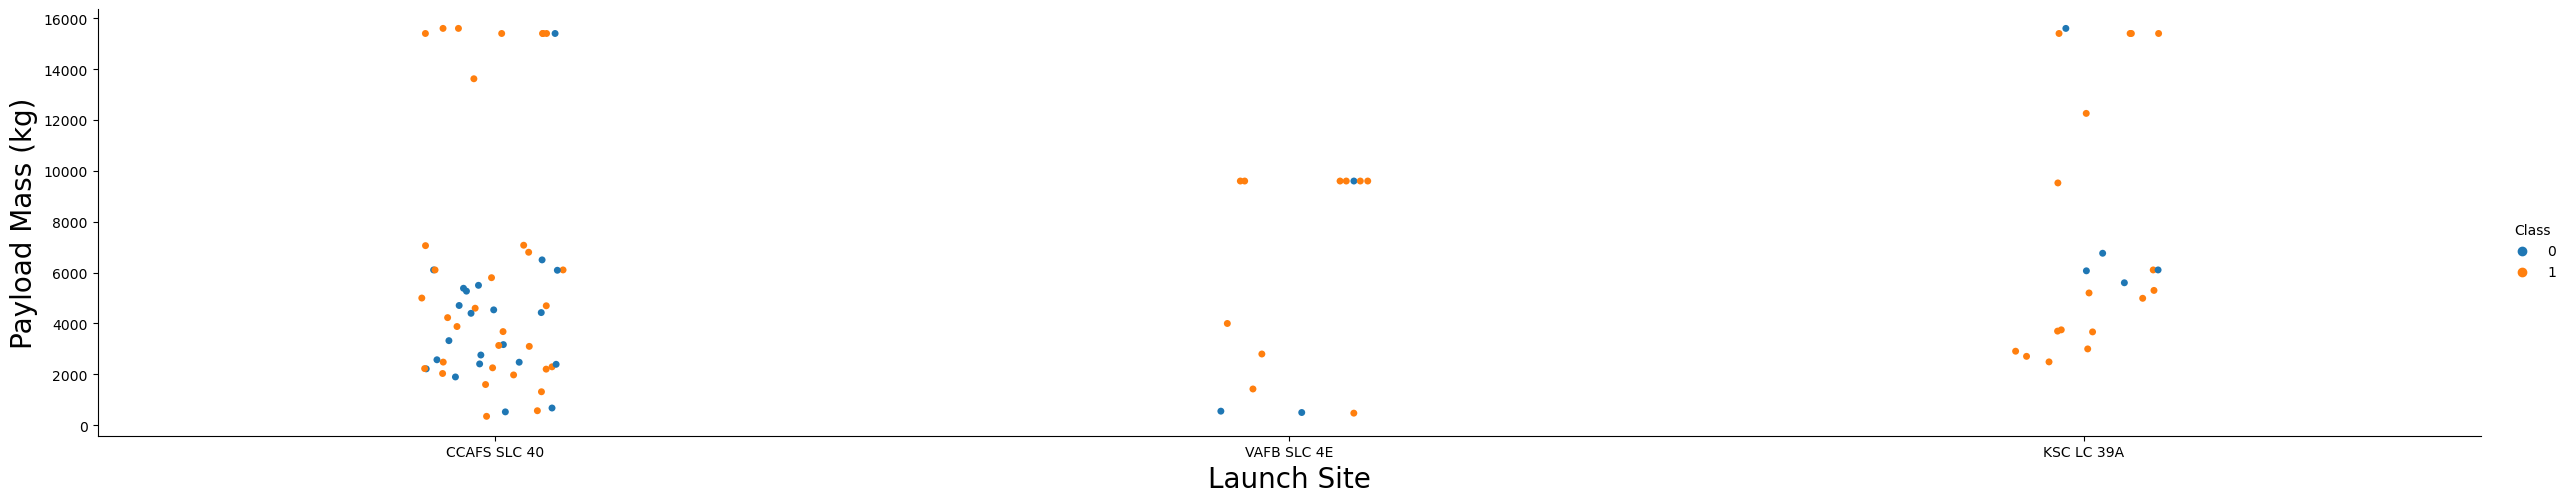 Payload Mass (kg)
16000
14000
12000
10000
8000
6000
4000
2000
0
CCAFS SLC 40
VAFB SLC 4E
KSC LC 39A
Launch Site
Class
0
1